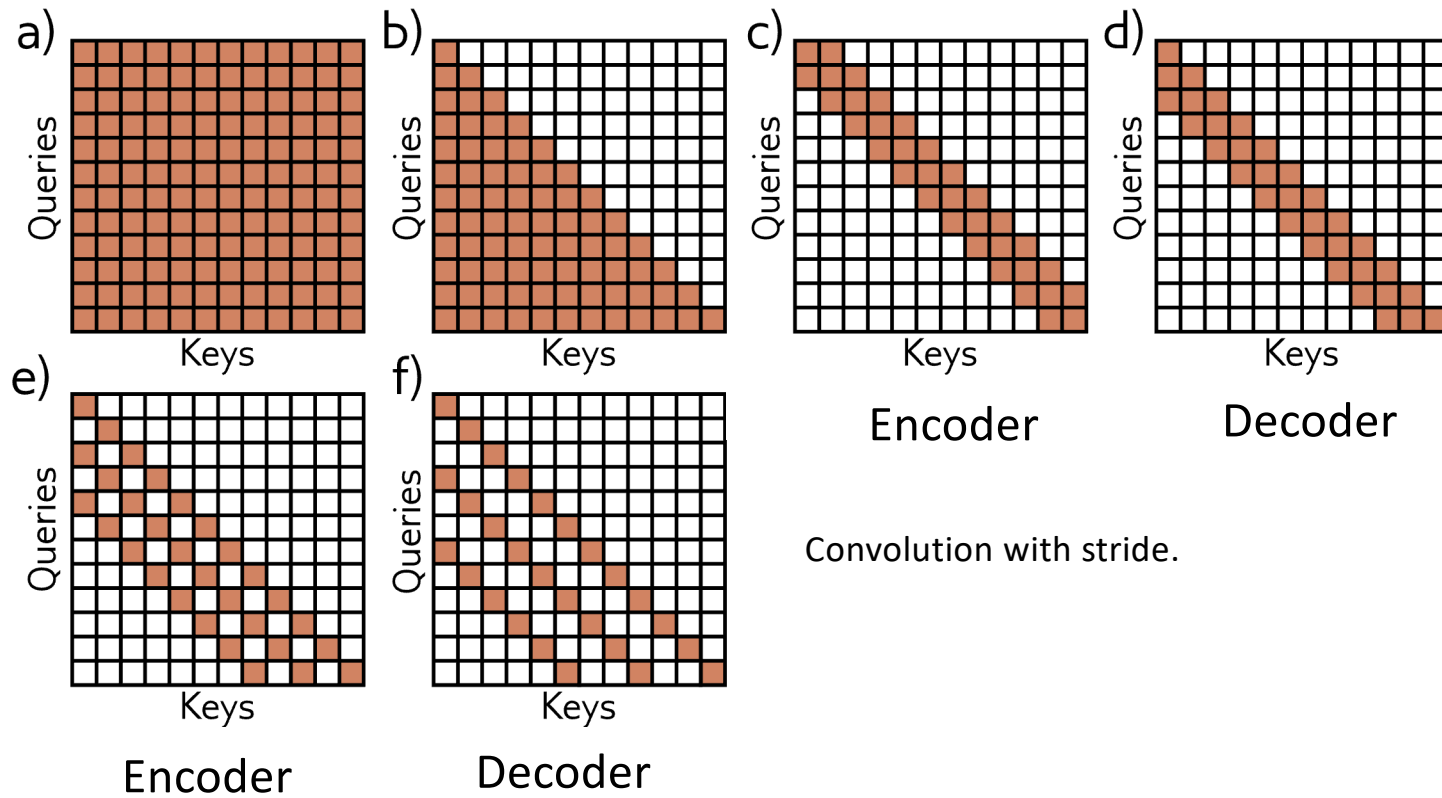 a)
b)
c)
d)
Queries
Queries
Queries
Queries
Keys
Keys
Keys
Keys
e)
f)
Encoder
Decoder
Queries
Queries
Convolution with stride.
Keys
Keys
Encoder
Decoder